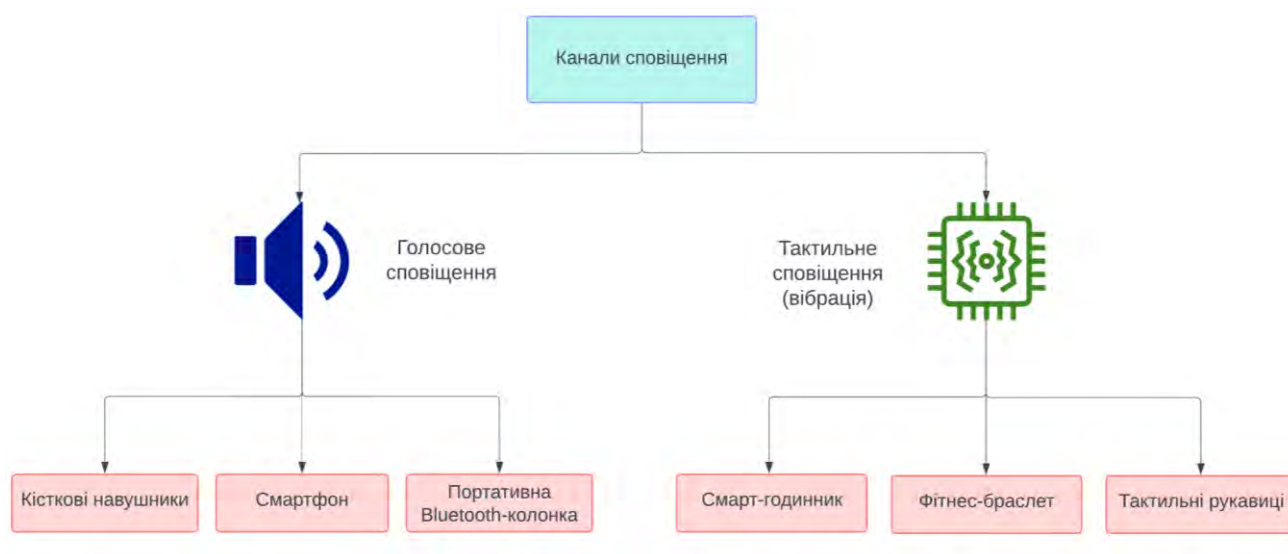 Канали сповіщення
Голосове
сповіщення
Тактильне
сповіщення
(вібрація)
Кісткові навушники
Смартфон
Портативна
Bluetooth-колонка
Смарт-годинник
Фітнес-браслет
Тактильні рукавиці